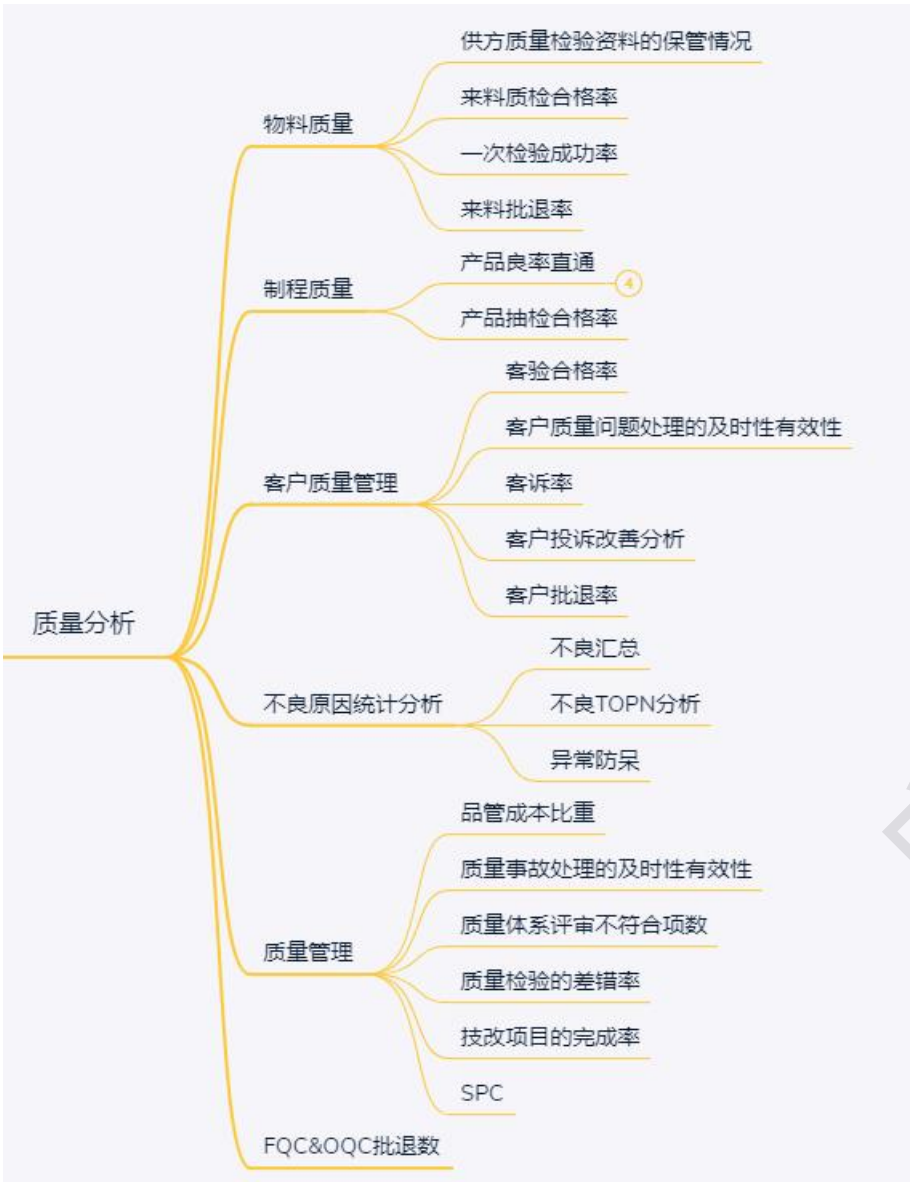 供方质量检验资料的保管情况
来料质检合格率
物料质量
一次检验成功率
来料批退率
产品良率直通
4
制程质量
产品抽检合格率
客验合格率
客户质量问题处理的及时性有效性
客户质量管理
客诉率
客户投诉改善分析
客户批退率
质量分析
不良汇总
不良原因统计分析
不良TOPN分析
异常防呆
品管成本比重
质量事故处理的及时性有效性
质量体系评审不符合项数
质量管理
质量检验的差错率
技改项目的完成率
SPC
FQC&OQC批退数